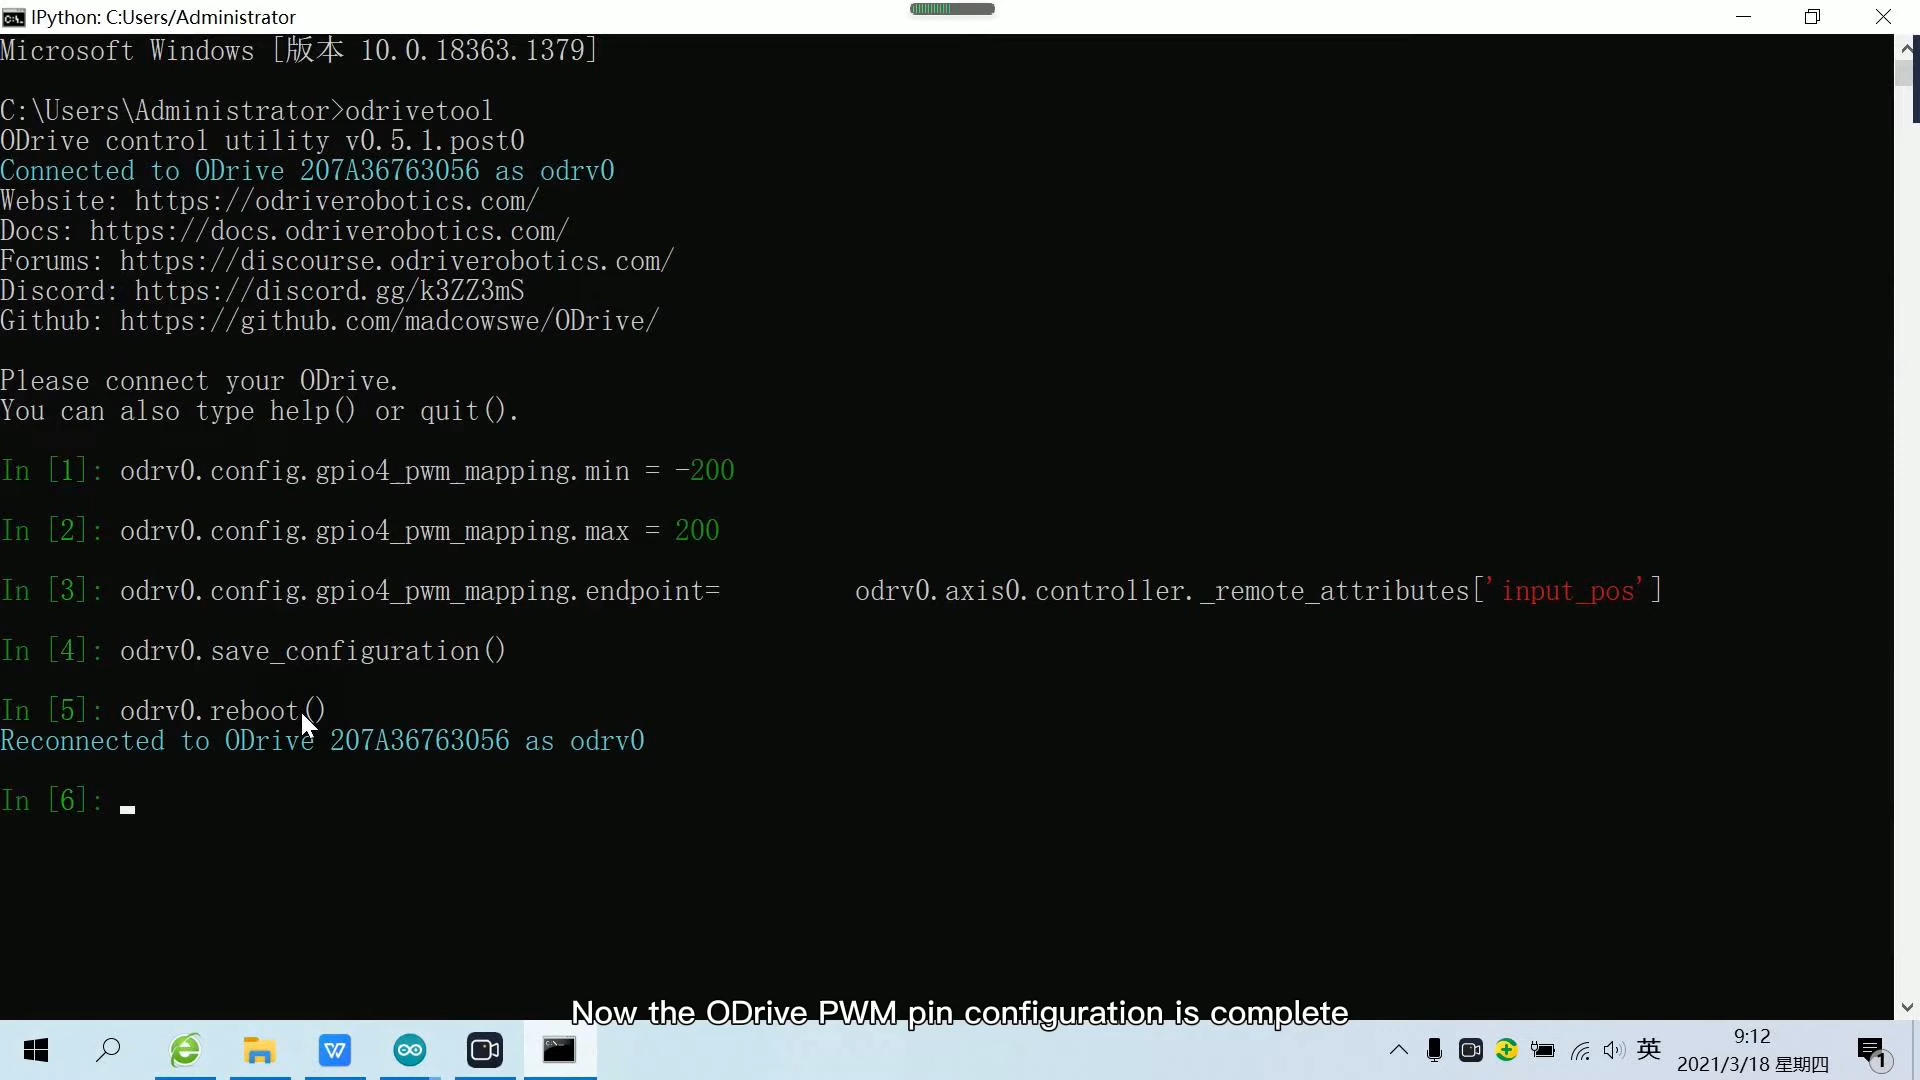 IPython: C:Users/Administrator
Microsoft Windows [版本 10.0.18363.1379]
C:\Users\Administrator>odrivetool
ODrive control utility v0.5.1.post0
Connected to ODrive 207A36763056 as odrv0
Website: https://odriverobotics.com/
Docs: https://docs.odriverobotics.com/
Forums: https://discourse.odriverobotics.com/
Discord: https://discord.gg/k3ZZ3mS
Github: https://github.com/madcowswe/ODrive/
Please connect your ODrive.
You can also type help() or quit().
In [1]: odrv0.config.gpio4_pwm_mapping.min = -200
In [2]: odrv0.config.gpio4_pwm_mapping.max = 200
In [3]: odrv0.config.gpio4_pwm_mapping.endpoint=         odrv0.axis0.controller._remote_attributes['input_pos']
In [4]: odrv0.save_configuration()
In [5]: odrv0.reboot()
Reconnected to ODrive 207A36763056 as odrv0
In [6]:
Now the ODrive PWM pin configuration is complete
英
9:12
2021/3/18 星期四
1